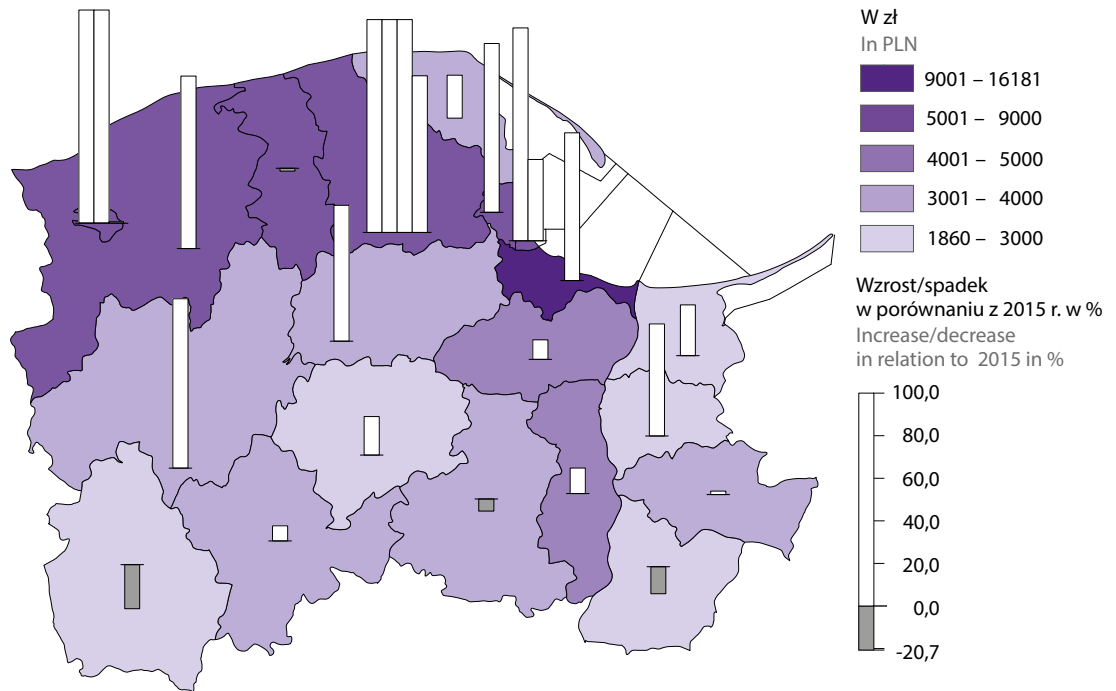 W zł
In PLN
9001 – 16181
5001 – 9000
4001 – 5000
3001 – 4000
1860 – 3000
Wzrost/spadek
w porównaniu z 2015 r. w %
Increase/decrease
in relation to 2015 in %
100,0
80,0
60,0
40,0
20,0
0,0
-20,7